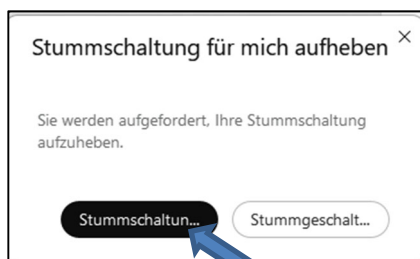 Stummschaltung für mich aufheben
Sie werden aufgefordert, Ihre Stummschaltung
aufzuheben.
Stummschaltun...
Stummgeschalt...